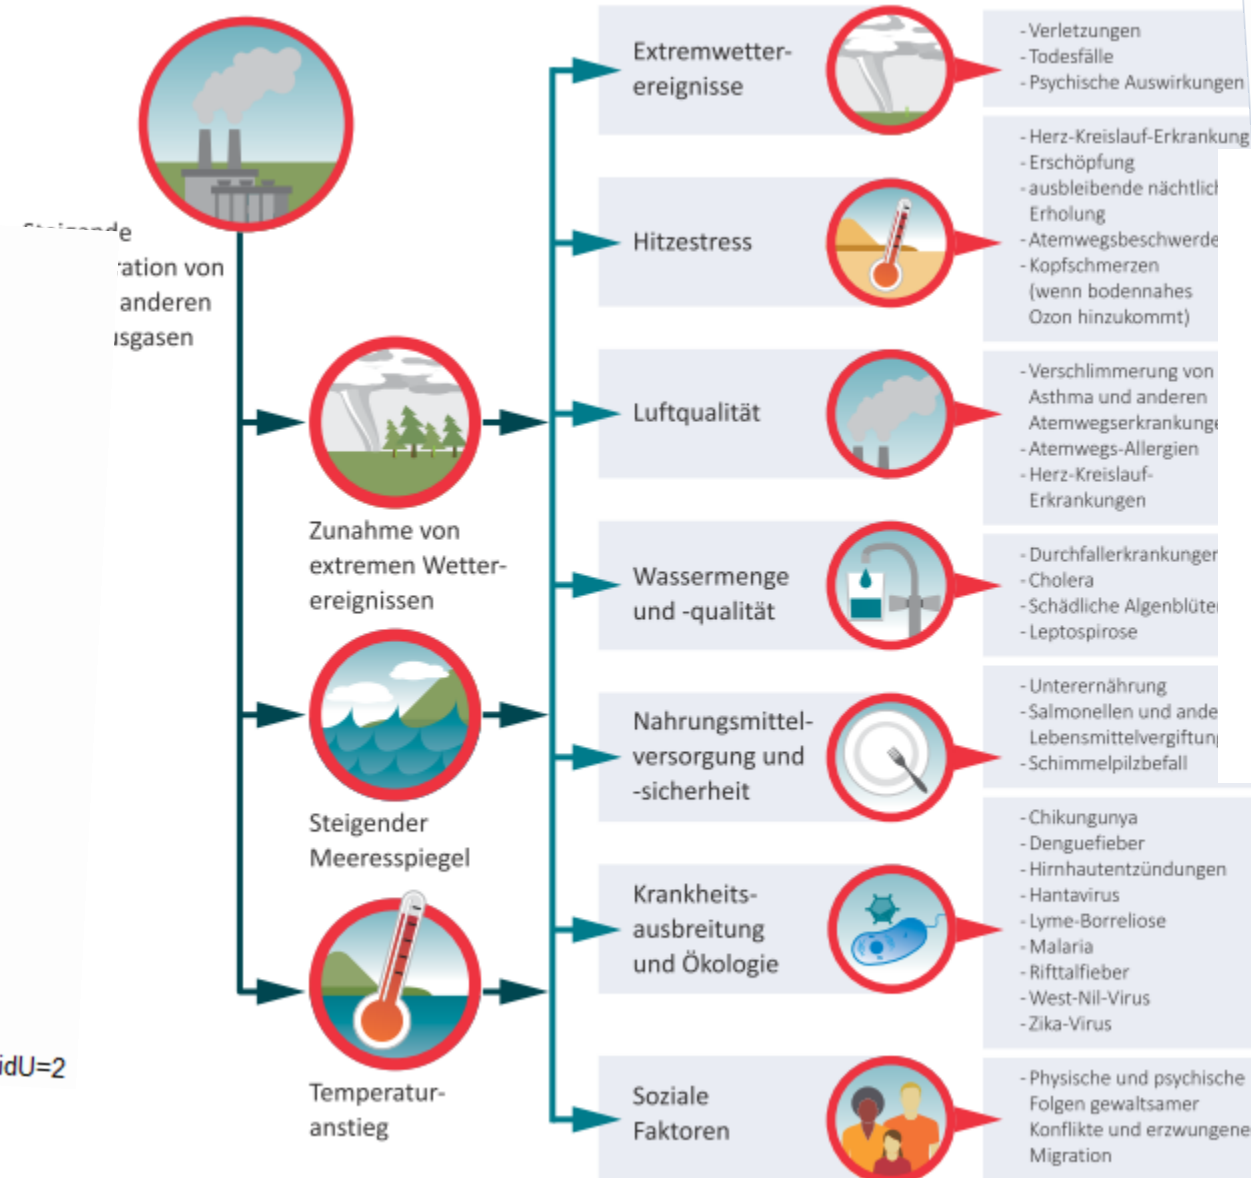 ration von
anderen
Zunahme von
extremen Wetter-
ereignissen
Steigender
Meeresspiegel
Temperatur-
anstieg
idU=2
Extremwetter-
ereignisse
- Verletzungen
- Todesfälle
- Psychische Auswirkungen
Hitzestress
- Herz-Kreislauf-Erkrankung
- Erschöpfung
- ausbleibende nächtlich
Erholung
- Atemwegsbeschwerde
- Kopfschmerzen
(wenn bodennahes
Ozon hinzukommt)
Luftqualität
- Verschlimmerung von
Asthma und anderen
Atemwegserkrankunge
- Atemwegs-Allergien
- Herz-Kreislauf-
Erkrankungen
Wassermenge
und -qualität
- Durchfallerkrankungen
- Cholera
- Schädliche Algenblüte
- Leptospirose
Nahrungsmittel-
versorgung und
-sicherheit
- Unterernährung
- Salmonellen und ande
Lebensmittelvergiftung
- Schimmelpilzbefall
Krankheits-
ausbreitung
und Ökologie
- Chikungunya
- Denguefieber
- Hirnhautentzündungen
- Hantavirus
- Lyme-Borreliose
- Malaria
- Rifttalfieber
- West-Nil-Virus
- Zika-Virus
Soziale
Faktoren
- Physische und psychische
Folgen gewaltsamer
Konflikte und erzwungene
Migration